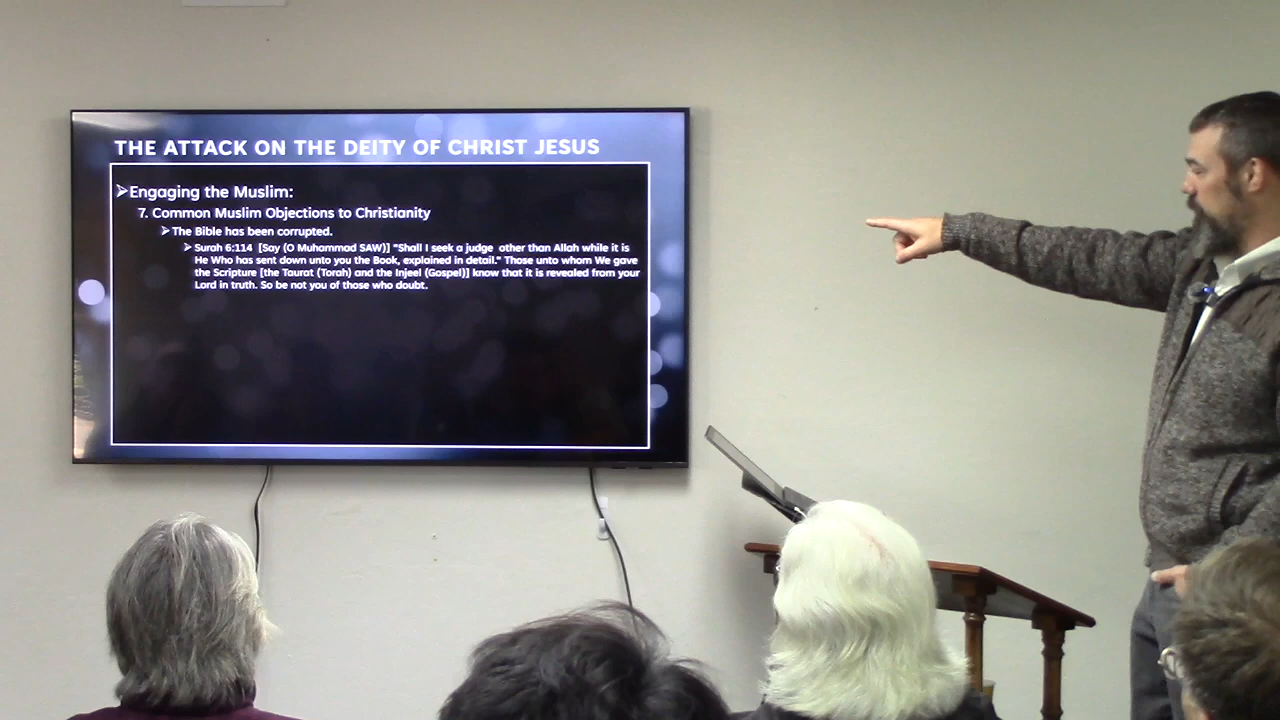 THE ATTACK ON THE DEITY OF CHRIST JESUS
Engaging the Muslim:
7. Common Muslim Objections to Christianity
The Bible has been corrupted.
Surah 6:114 [Say (O Muhammad SAW)] "Shall I seek a judge other than Allah while it is
He Who has sent down unto you the Book, explained in detail." Those unto whom We gave
the Scripture [the Taurat (Torah) and the Injeel (Gospel)] know that it is revealed from your
Lord in truth. So be not you of those who doubt.